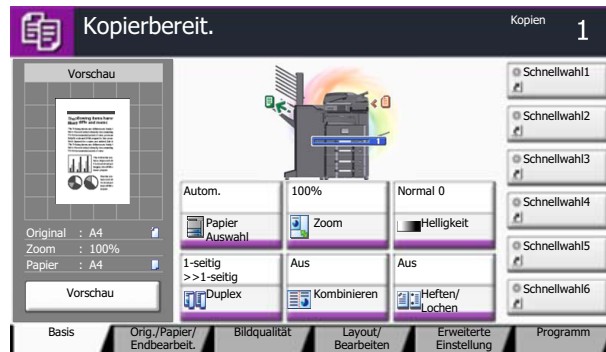 Kopierbereit.
Kopien 1
Vorschau
Original : A4
Zoom : 100%
Papier : A4
Vorschau
1
Autom.
Papier
Auswahl
100%
Zoom
Normal 0
Helligkeit
1-seitig
>>1-seitig
Duplex
Aus
Kombinieren
Aus
Heften/
Lochen
Schnellwahl1
Schnellwahl2
Schnellwahl3
Schnellwahl4
Schnellwahl5
Schnellwahl6
Basis
Orig./Papier/
Endbearbeit.
Bildqualität
Layout/
Bearbeiten
Erweiterte
Einstellung
Programm